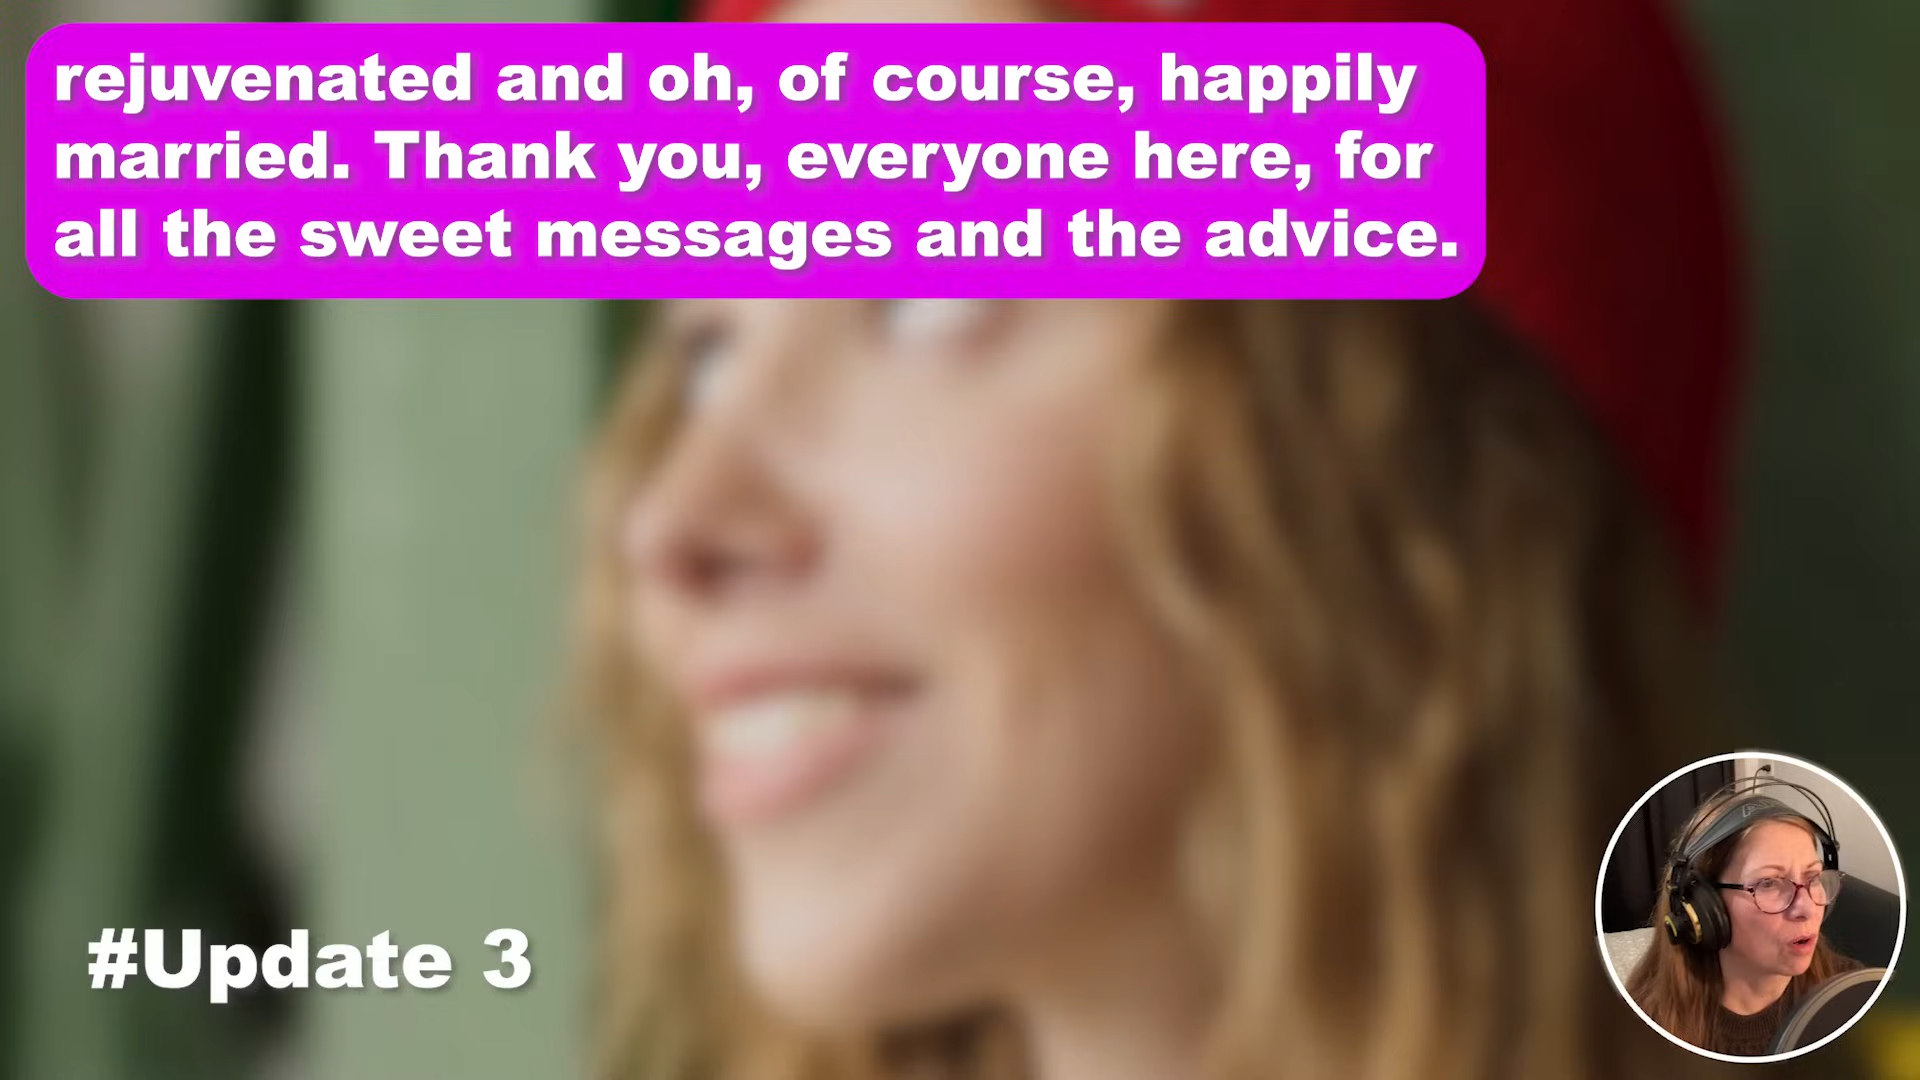 rejuvenated and oh, of course, happily
married. Thank you, everyone here, for
all the sweet messages and the advice.
#Update 3